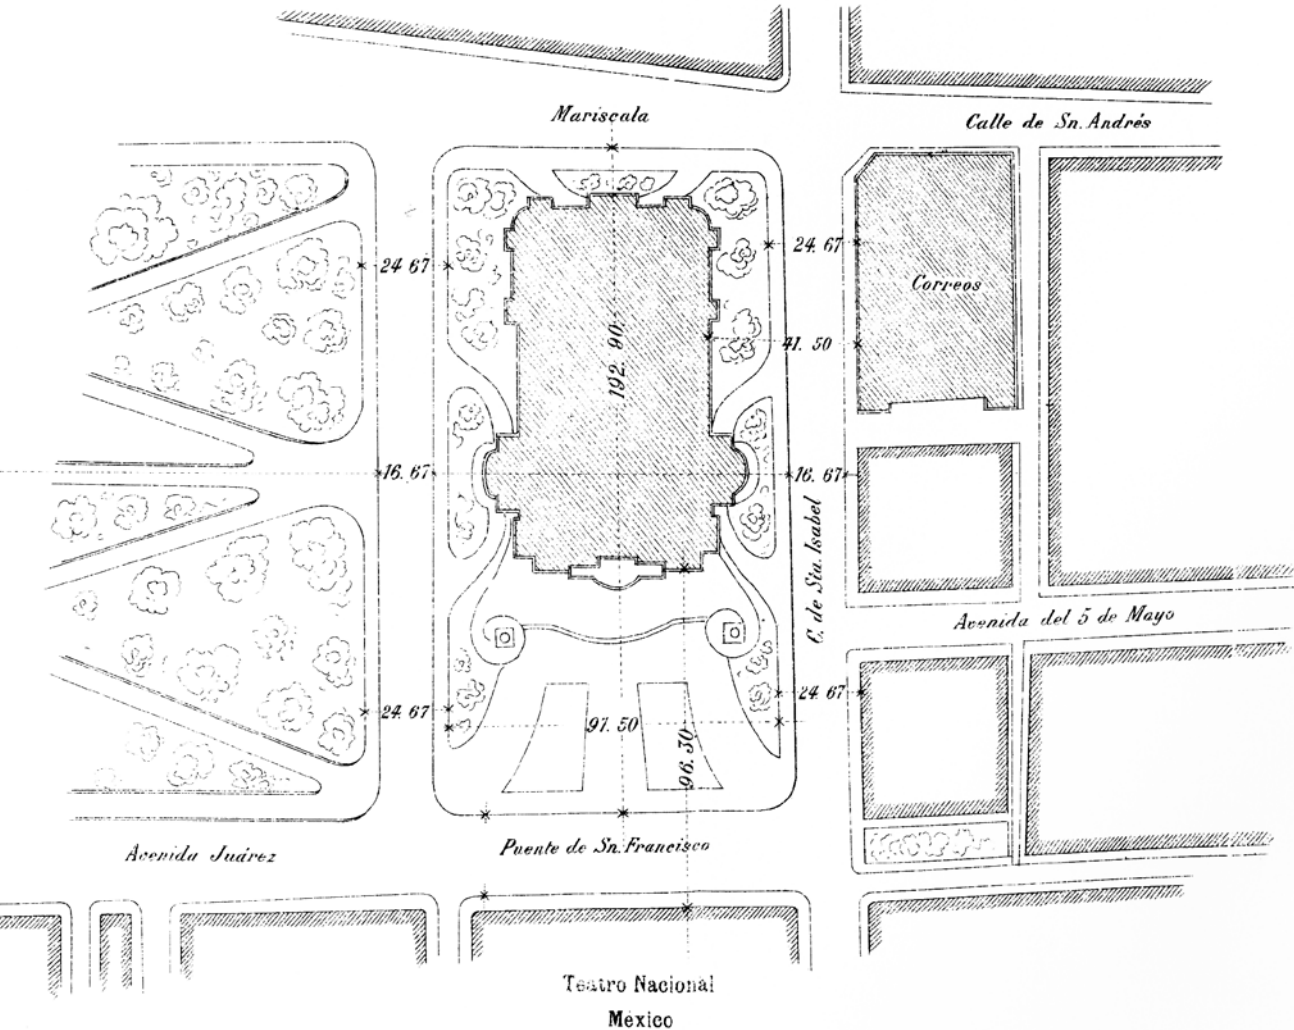 Mariscala
Calle de Sn. Andrés
24. 67
24. 67
Correos
41. 50
192. 90
16. 67
16. 67
C. de Sta. Isabel
Avenida del 5 de Mayo
24. 67
24. 67
97. 50
96. 30
Avenida Juárez
Puente de Sn. Francisco
Teatro Nacional
México